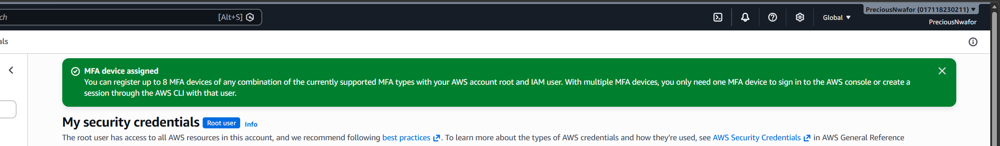 ch [Alt+S] Global PreciousNwafor (017118230211)
PreciousNwafor
als
MFA device assigned
You can register up to 8 MFA devices of any combination of the currently supported MFA types with your AWS account root and IAM user. With multiple MFA devices, you only need one MFA device to sign in to the AWS console or create a
session through the AWS CLI with that user.
My security credentials Root user Info
The root user has access to all AWS resources in this account, and we recommend following best practices. To learn more about the types of AWS credentials and how they're used, see AWS Security Credentials in AWS General Reference